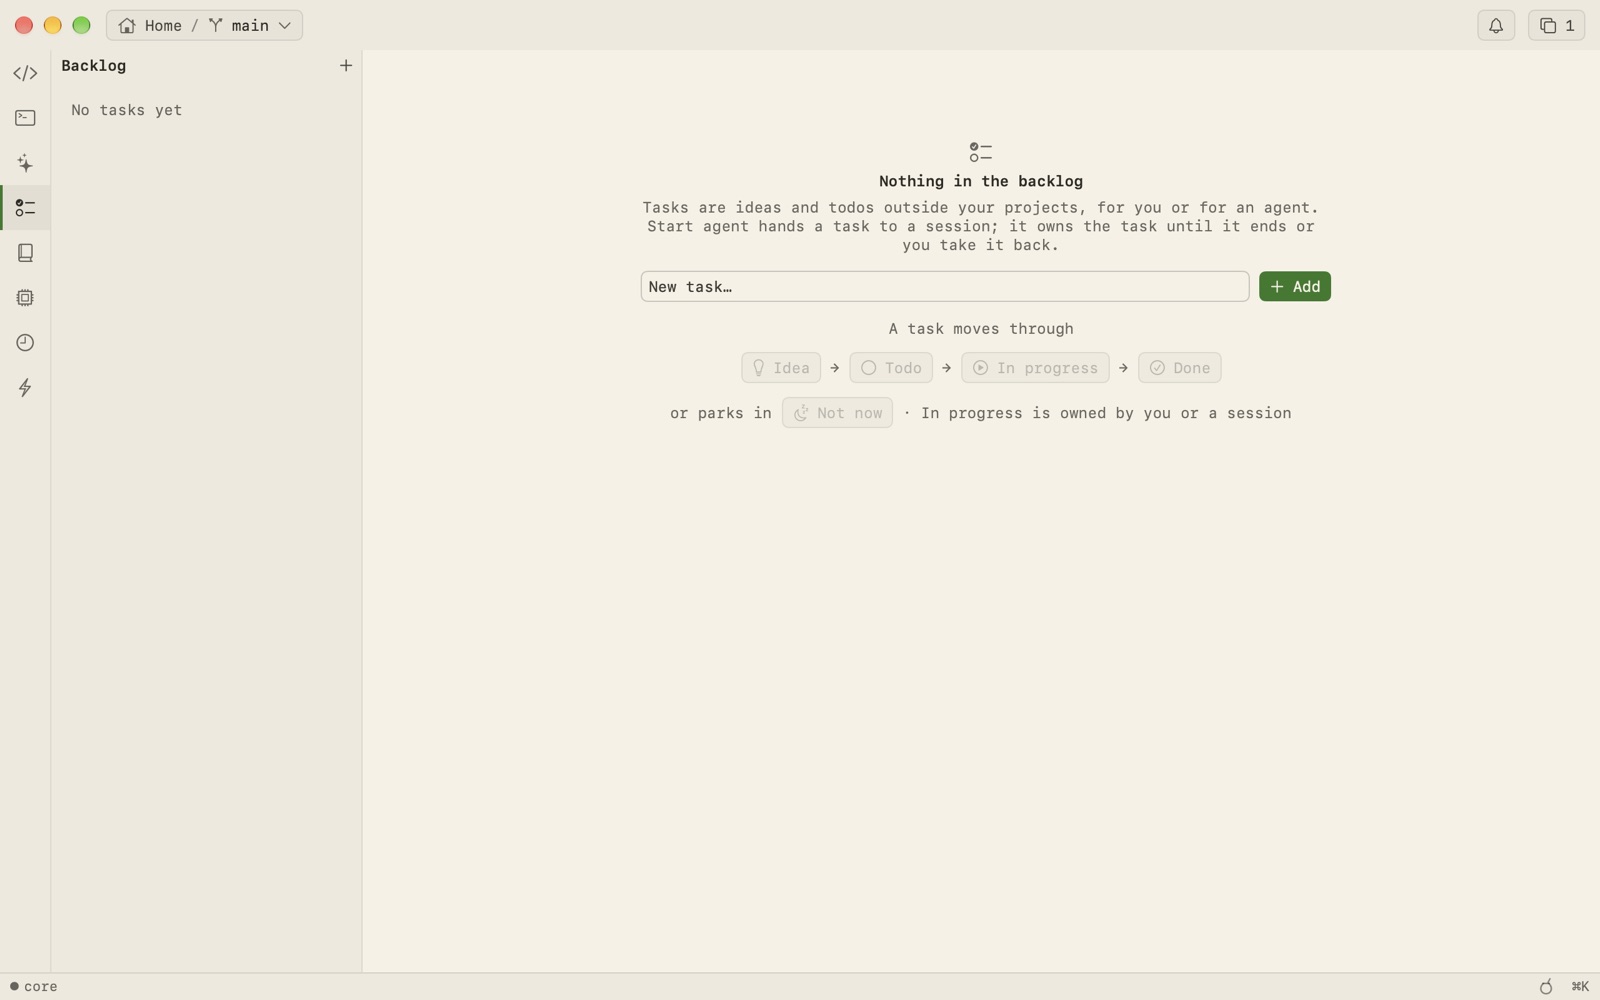 Home / main
1
Backlog
No tasks yet
Nothing in the backlog
Tasks are ideas and todos outside your projects, for you or for an agent.
Start agent hands a task to a session; it owns the task until it ends or
you take it back.
New task…
+ Add
A task moves through
Idea → Todo → In progress → Done
or parks in Not now · In progress is owned by you or a session
core
⌘K